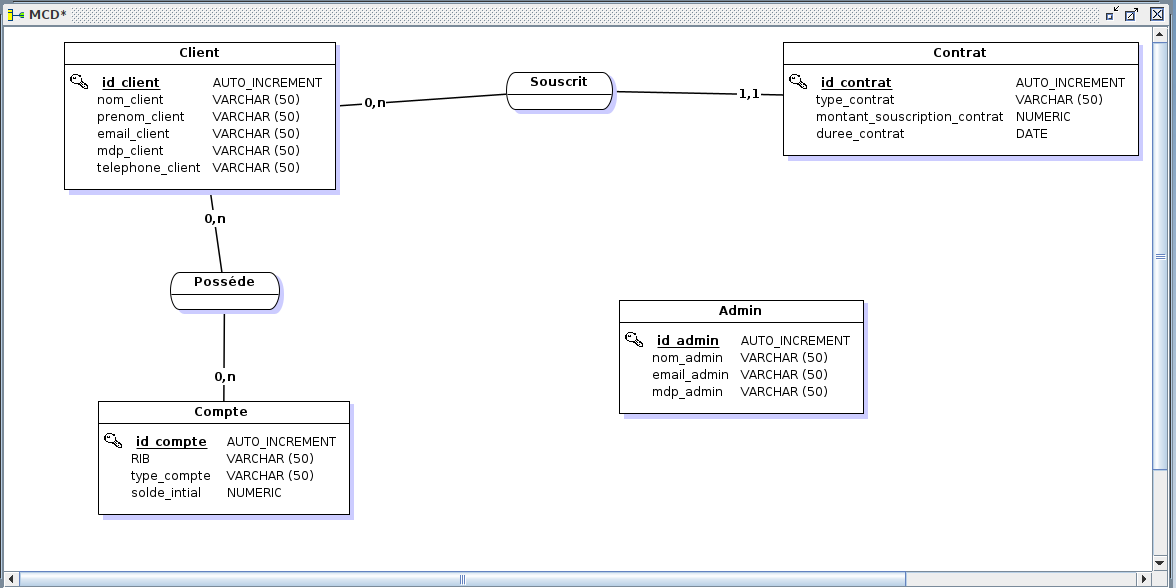 MCD*
Client
id_client AUTO_INCREMENT
nom_client VARCHAR (50)
prenom_client VARCHAR (50)
email_client VARCHAR (50)
mdp_client VARCHAR (50)
telephone_client VARCHAR (50)
0,n
Souscrit
1,1
Contrat
id_contrat AUTO_INCREMENT
type_contrat VARCHAR (50)
montant_souscription_contrat NUMERIC
duree_contrat DATE
0,n
Posséde
0,n
Compte
id_compte AUTO_INCREMENT
RIB VARCHAR (50)
type_compte VARCHAR (50)
solde_intial NUMERIC
Admin
id_admin AUTO_INCREMENT
nom_admin VARCHAR (50)
email_admin VARCHAR (50)
mdp_admin VARCHAR (50)